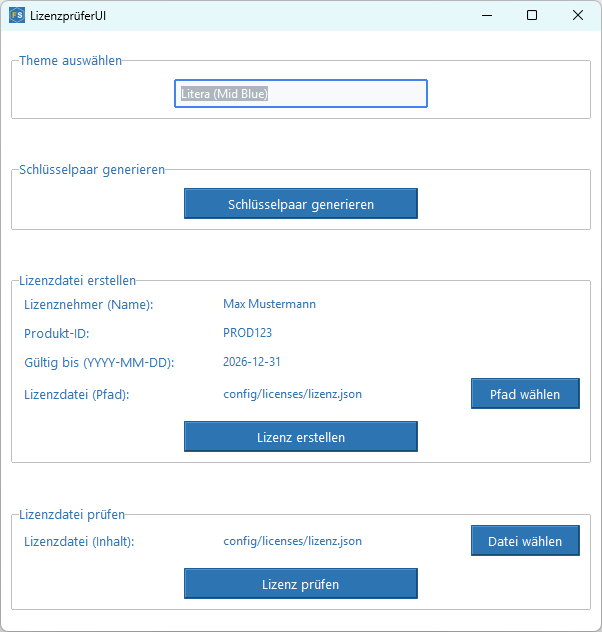 FS LizenzprüferUI
Theme auswählen
Litera (Mid Blue)
Schlüsselpaar generieren
Schlüsselpaar generieren
Lizenzdatei erstellen
Lizenznehmer (Name): Max Mustermann
Produkt-ID: PROD123
Gültig bis (YYYY-MM-DD): 2026-12-31
Lizenzdatei (Pfad): config/licenses/lizenz.json Pfad wählen
Lizenz erstellen
Lizenzdatei prüfen
Lizenzdatei (Inhalt): config/licenses/lizenz.json Datei wählen
Lizenz prüfen